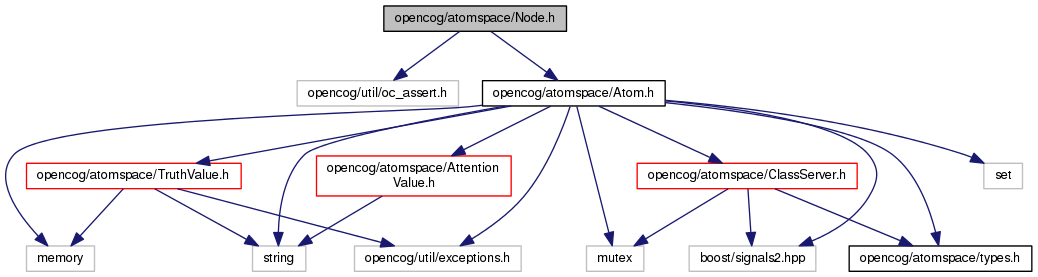 opencog/atomspace/Node.h
opencog/util/oc_assert.h
opencog/atomspace/Atom.h
opencog/atomspace/TruthValue.h
opencog/atomspace/Attention
Value.h
opencog/atomspace/ClassServer.h
set
memory
string
opencog/util/exceptions.h
mutex
boost/signals2.hpp
opencog/atomspace/types.h